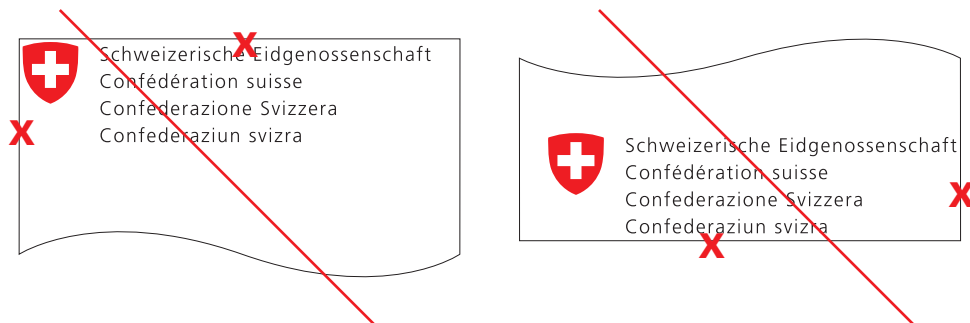 Schweizerische Eidgenossenschaft
Confédération suisse
Confederazione Svizzera
Confederaziun svizra
X
X
Schweizerische Eidgenossenschaft
Confédération suisse
Confederazione Svizzera
Confederaziun svizra
X
X